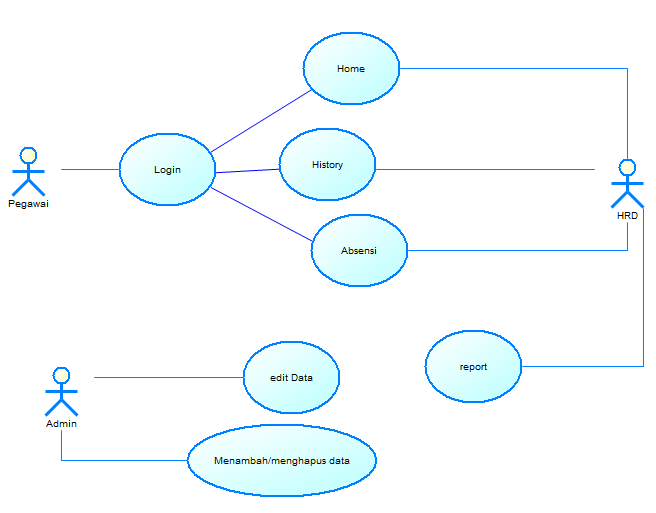 Home
History
Login
Pegawai
HRD
Absensi
report
edit Data
Admin
Menambah/menghapus data